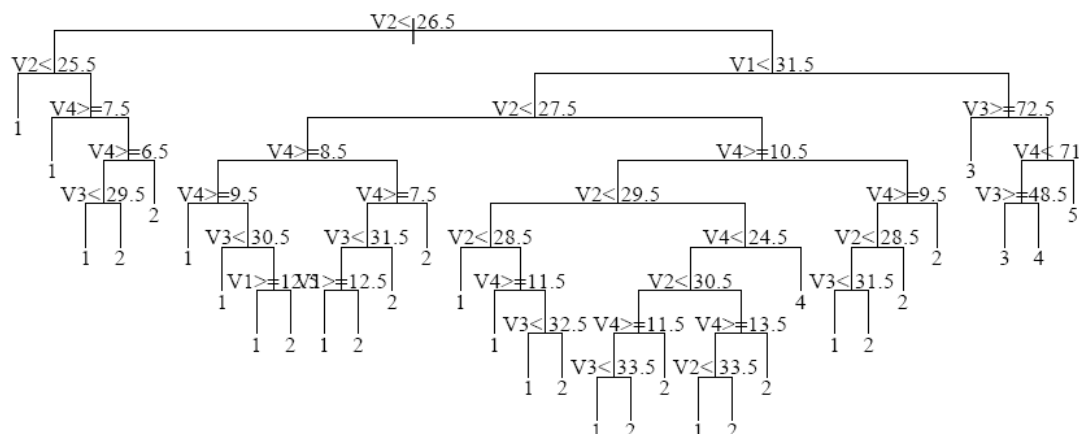 V2< 26.5
V2< 25.5 V1< 31.5
V4>=7.5 V2< 27.5 V3>=72.5
1 1 V4>=6.5 V4>=8.5 V4>=10.5 3 V4< 71
V3< 29.5 2 V4>=9.5 V4>=7.5 V2< 29.5 V4>=9.5 V3>=48.5 5
1 2 1 V3< 30.5 V3< 31.5 2 V2< 28.5 V4< 24.5 V2< 28.5 2 3 4
1 V1>=12.5 V1>=12.5 2 1 V4>=11.5 V2< 30.5 4 V3< 31.5 2
1 2 1 2 1 V3< 32.5 V4>=11.5 V4>=13.5 1 2
1 2 V3< 33.5 2 V2< 33.5 2
1 2 1 2